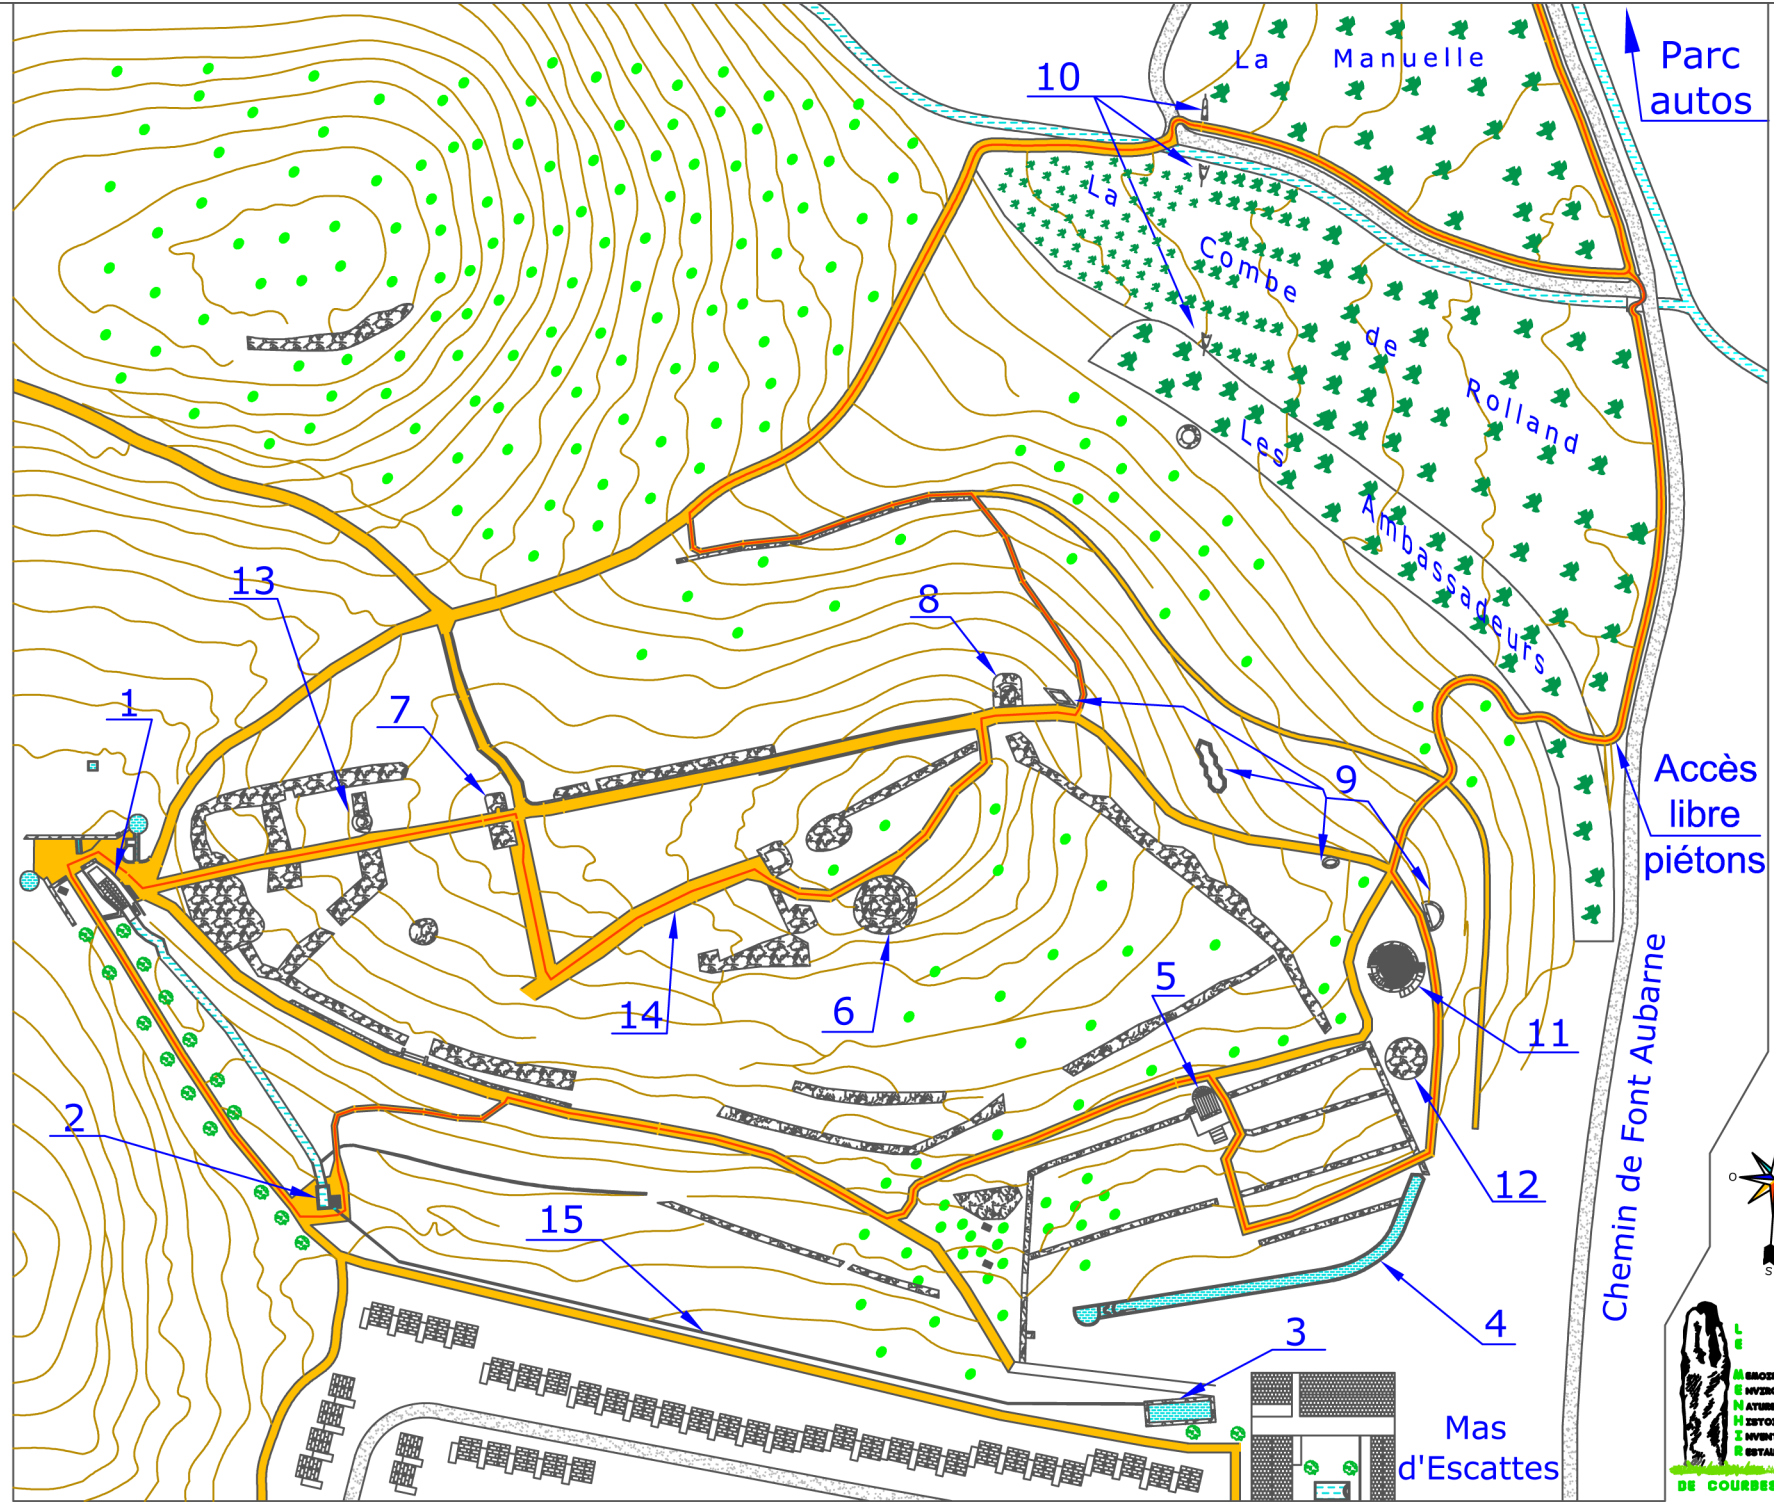 10
La Manuelle
Parc
autos
La
Combe
de
Rolland
Les
Ambassadeurs
13
8
1
7
9
Accès
libre
piétons
5
14
6
11
2
12
15
4
3
Chemin de Font Aubarne
Mas
d'Escattes
O
S
L
E
M
E
N
H
I
R
DE COURBES